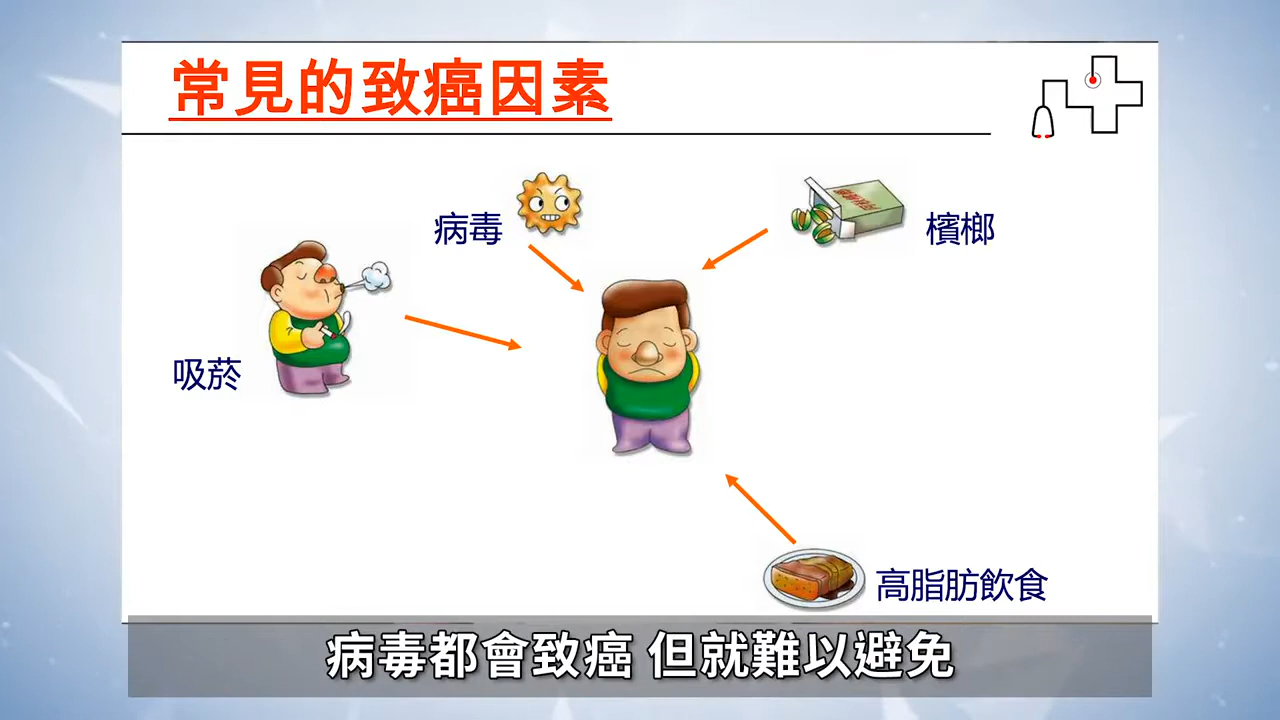 常見的致癌因素
病毒
檳榔
吸菸
高脂肪飲食
病毒都會致癌 但就難以避免